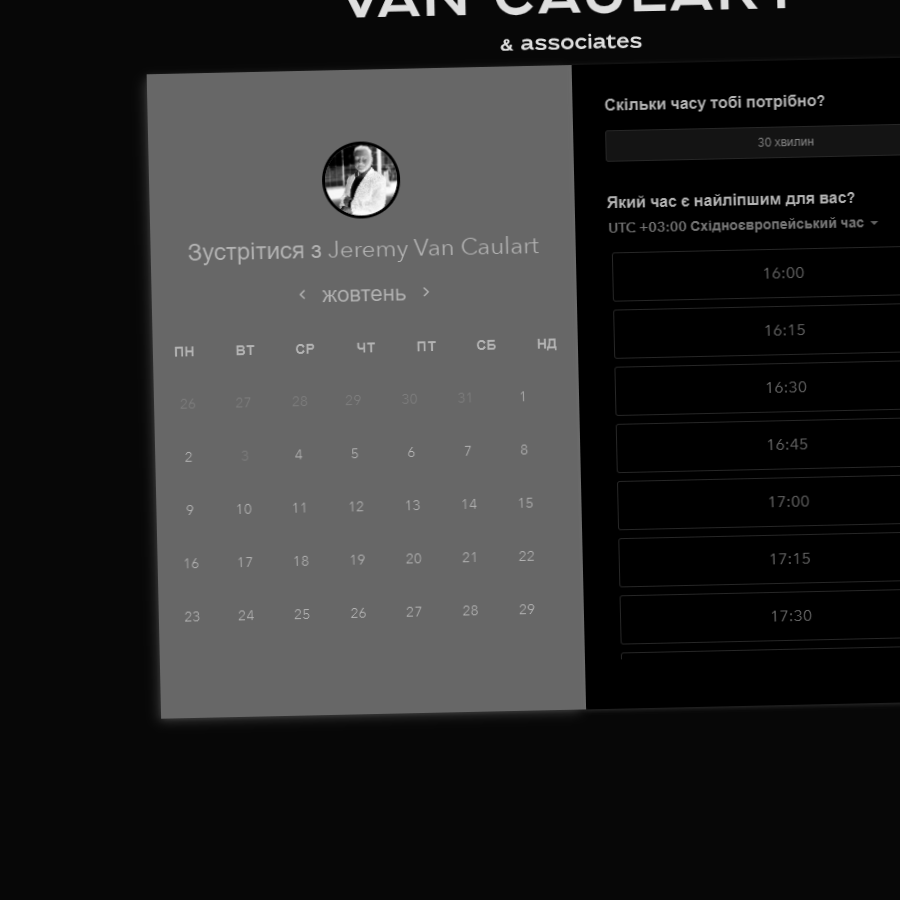 VAN CAULART
& associates
Зустрітися з Jeremy Van Caulart
жовтень
ПН ВТ СР ЧТ ПТ СБ НД
26 27 28 29 30 31 1
2 3 4 5 6 7 8
9 10 11 12 13 14 15
16 17 18 19 20 21 22
23 24 25 26 27 28 29
Скільки часу тобі потрібно?
30 хвилин
Який час є найліпшим для вас?
UTC +03:00 Східноєвропейський час
16:00
16:15
16:30
16:45
17:00
17:15
17:30